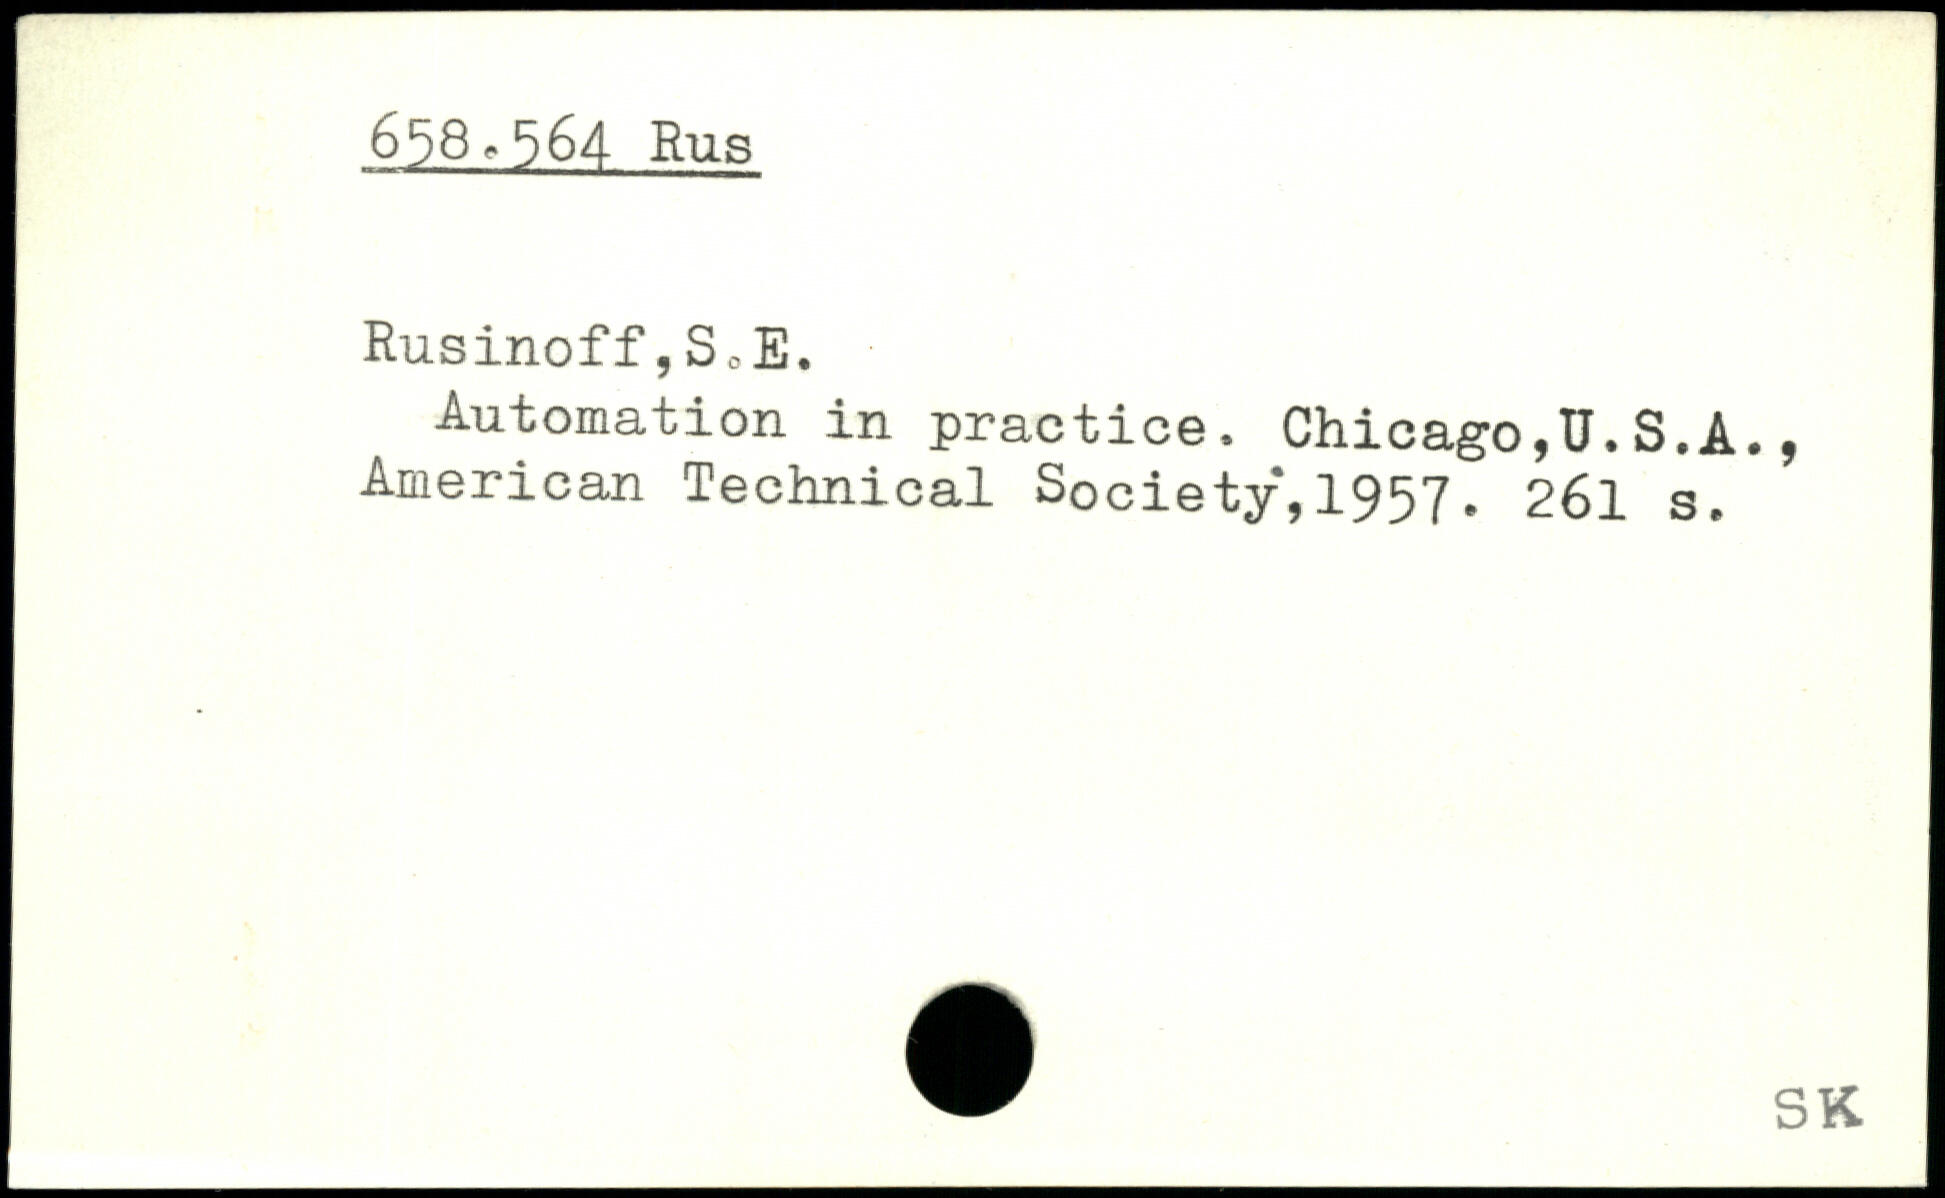 658.564 Rus
Rusinoff,S.E.
Automation in practice. Chicago,U.S.A.,
American Technical Society,1957. 261 s.
SK